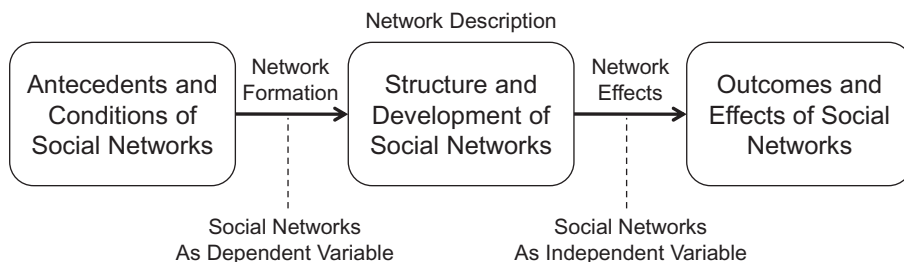 Network Description
Antecedents and
Conditions of
Social Networks
Network
Formation
Structure and
Development of
Social Networks
Network
Effects
Outcomes and
Effects of Social
Networks
Social Networks
As Dependent Variable
Social Networks
As Independent Variable